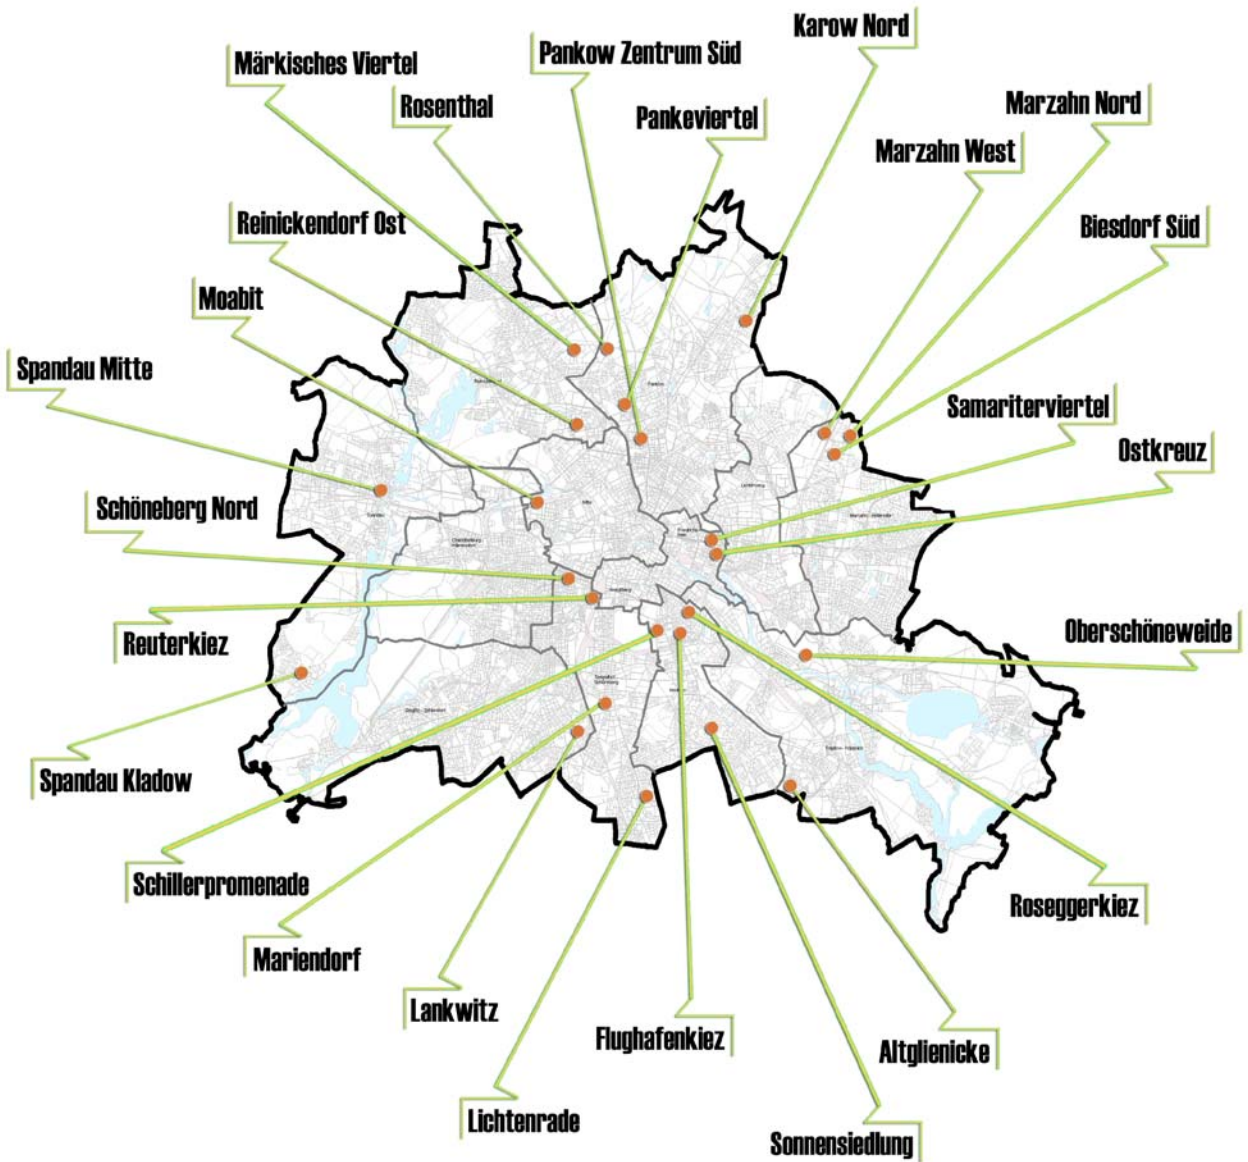 Karow Nord
Märkisches Viertel
Pankow Zentrum Süd
Rosenthal
Pankeviertel
Marzahn Nord
Marzahn West
Reinickendorf Ost
Biesdorf Süd
Moabit
Spandau Mitte
Samariterviertel
Ostkreuz
Schöneberg Nord
Reuterkiez
Oberschöneweide
Spandau Kladow
Schillerpromenade
Roseggerkiez
Mariendorf
Lankwitz
Flughafenkiez
Altglienicke
Lichtenrade
Sonnensiedlung